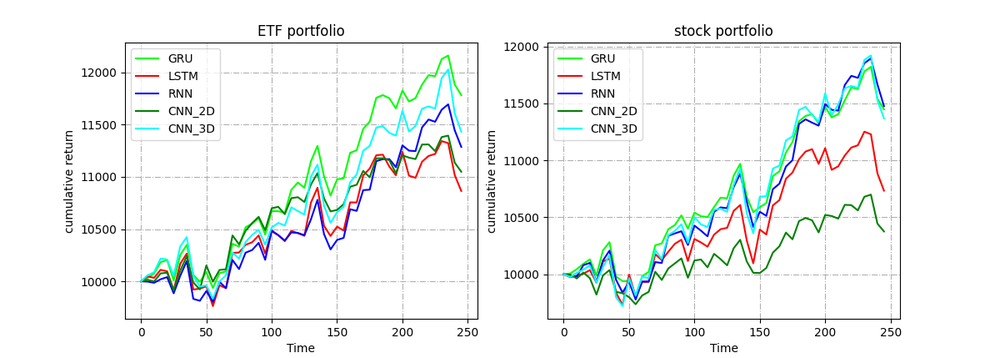 ETF portfolio
GRU
LSTM
RNN
CNN_2D
CNN_3D
12000
11500
11000
10500
10000
cumulative return
0 50 100 150 200 250
Time
stock portfolio
GRU
LSTM
RNN
CNN_2D
CNN_3D
12000
11500
11000
10500
10000
cumulative return
0 50 100 150 200 250
Time